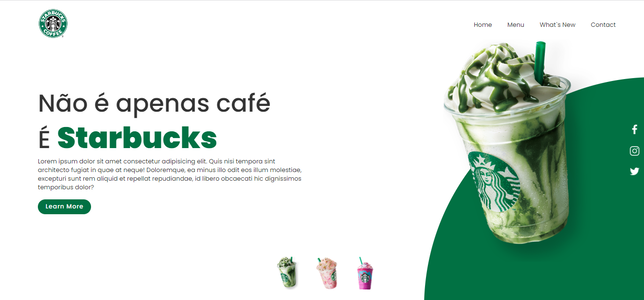 STARBUCKS
COFFEE
Home Menu What´s New Contact
Não é apenas café
É Starbucks
Lorem ipsum dolor sit amet consectetur adipisicing elit. Quis nisi tempora sint
architecto fugiat in quae at neque! Doloremque, ea minus illo odit eos illum molestiae,
excepturi sunt rem aliquid et repellat repudiandae, id libero obcaecati hic dignissimos
temporibus dolor?
Learn More